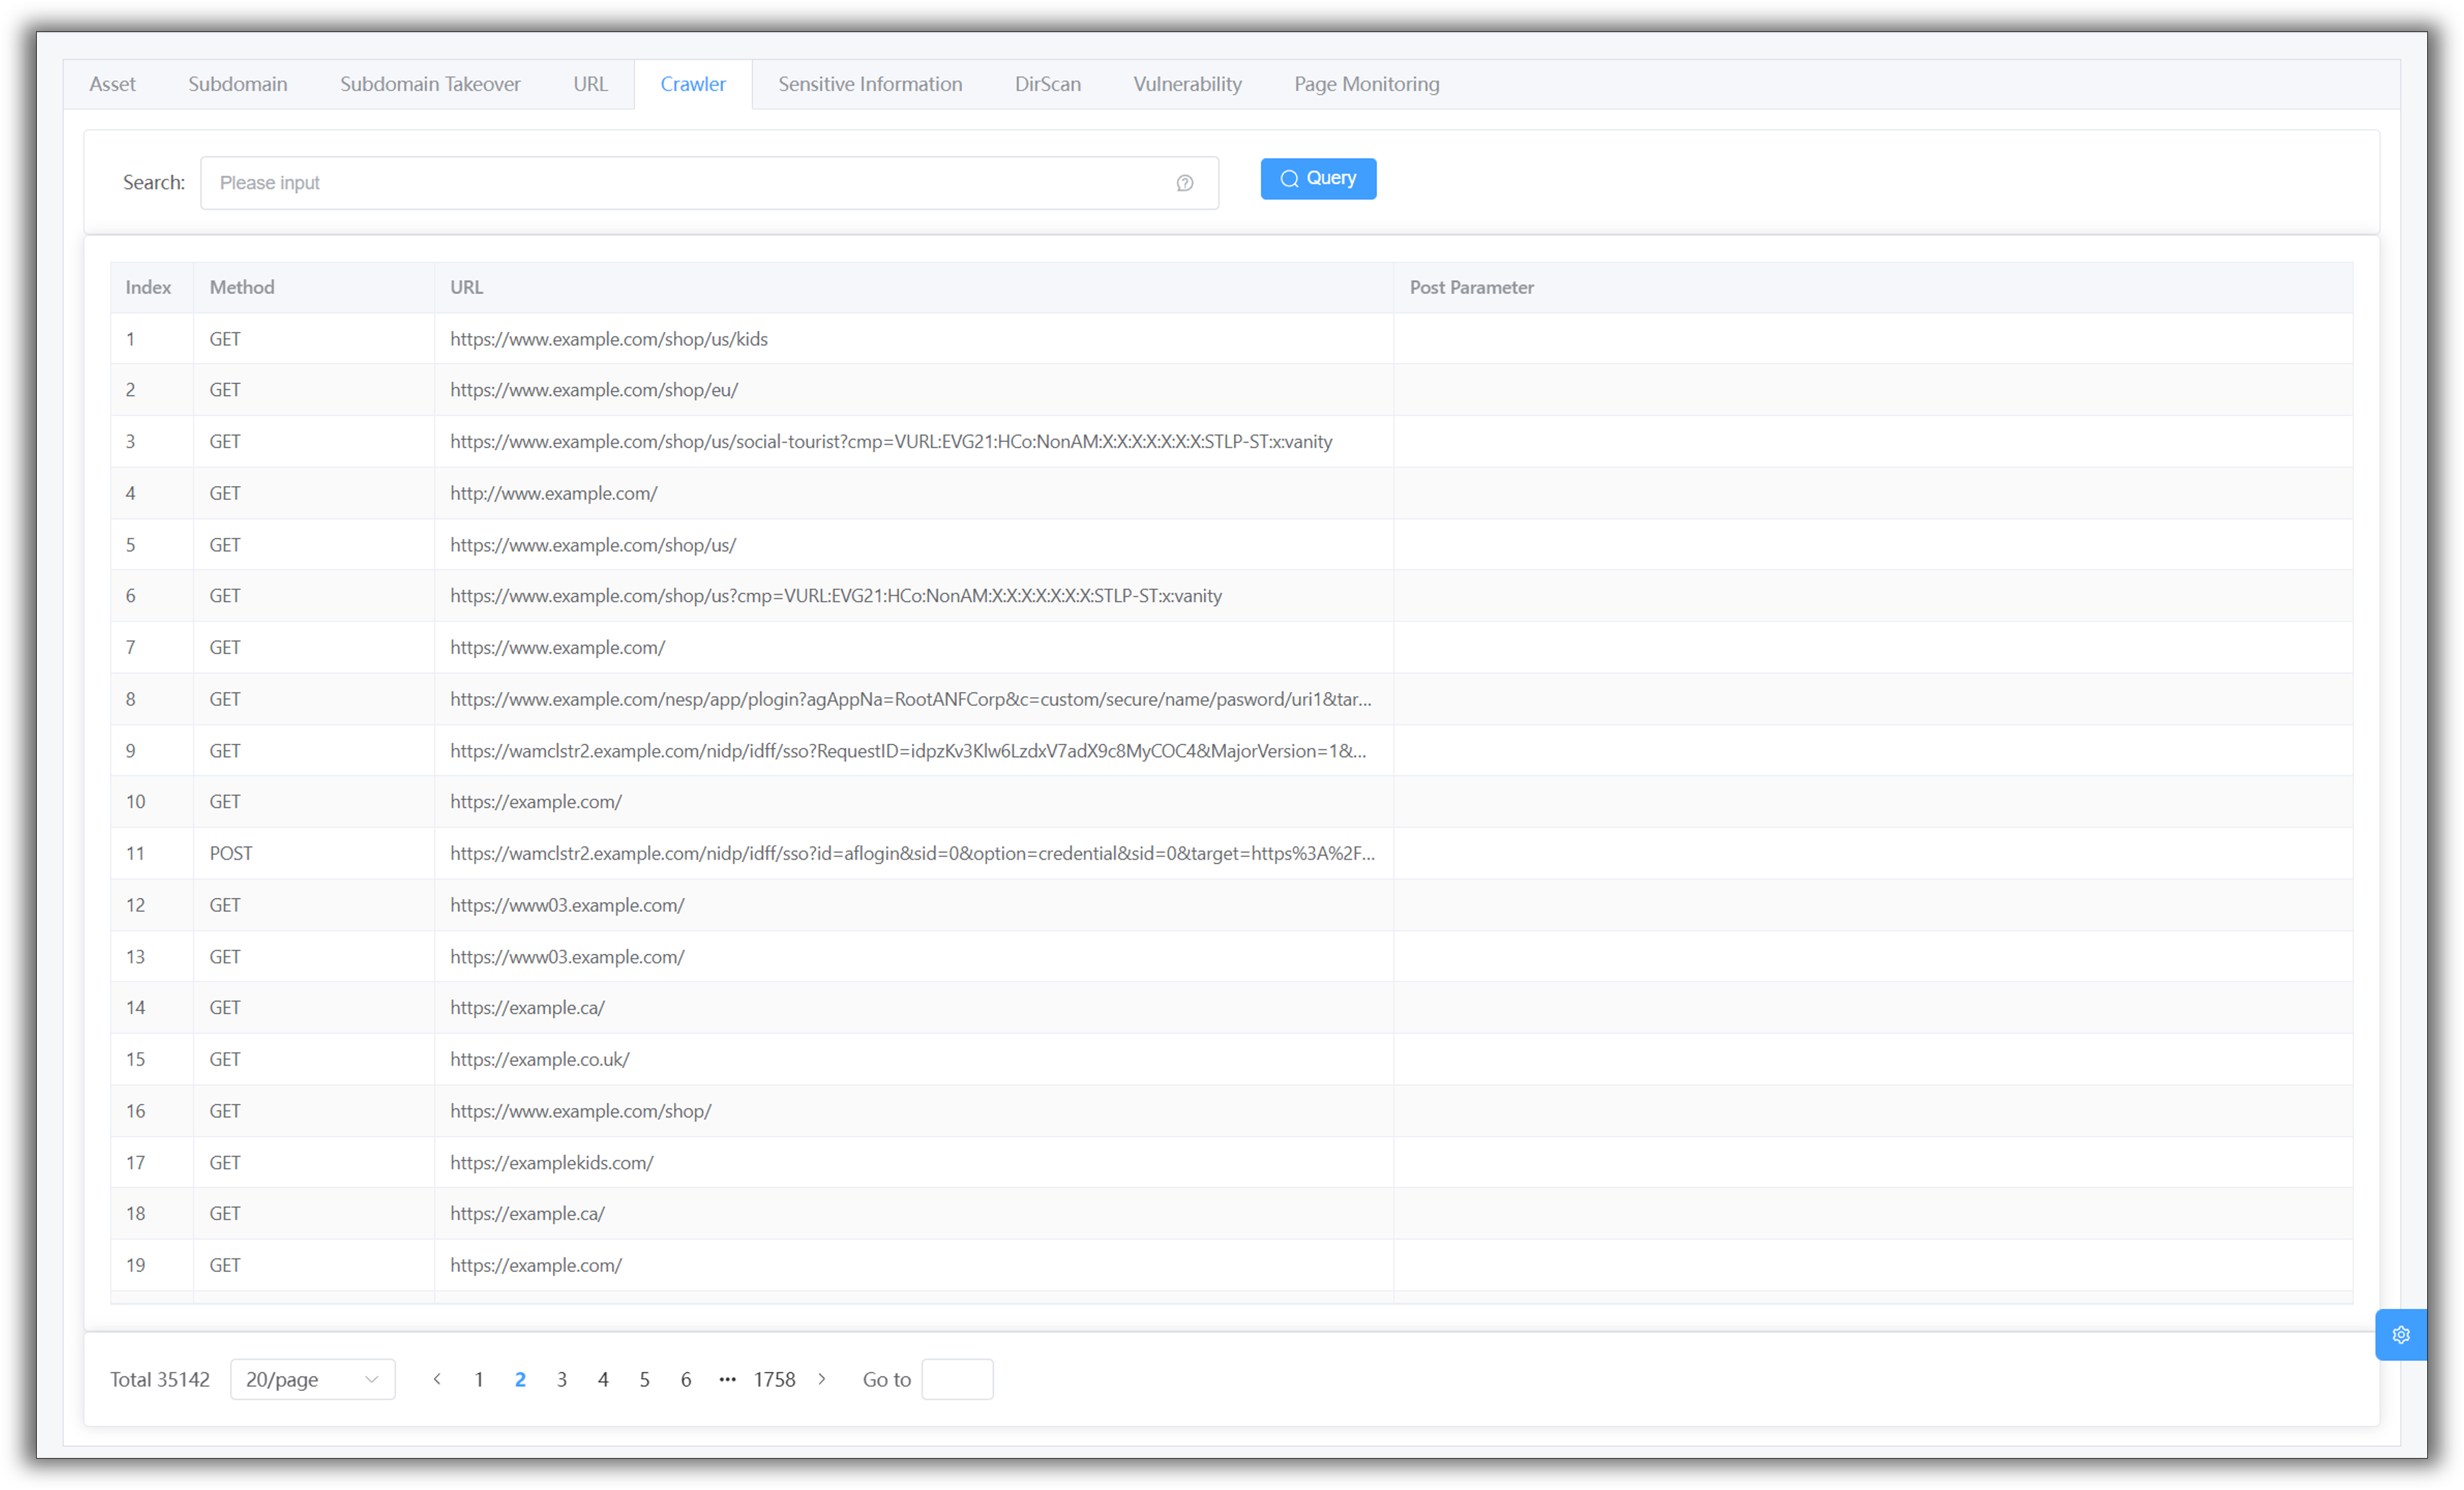 Asset Subdomain Subdomain Takeover URL Crawler Sensitive Information DirScan Vulnerability Page Monitoring
Search: Please input Query
Index Method URL Post Parameter
1 GET https://www.example.com/shop/us/kids
2 GET https://www.example.com/shop/eu/
3 GET https://www.example.com/shop/us/social-tourist?cmp=VURL:EVG21:HCo:NonAM:X:X:X:X:X:X:X:STLP-ST:x:vanity
4 GET http://www.example.com/
5 GET https://www.example.com/shop/us/
6 GET https://www.example.com/shop/us?cmp=VURL:EVG21:HCo:NonAM:X:X:X:X:X:X:X:STLP-ST:x:vanity
7 GET https://www.example.com/
8 GET https://www.example.com/nesp/app/plogin?agAppNa=RootANFCorp&c=custom/secure/name/pasword/uri1&tar...
9 GET https://wamclstr2.example.com/nidp/idff/sso?RequestID=idpzKv3Klw6LzdxV7adX9c8MyCOC4&MajorVersion=1&...
10 GET https://example.com/
11 POST https://wamclstr2.example.com/nidp/idff/sso?id=aflogin&sid=0&option=credential&sid=0&target=https%3A%2F...
12 GET https://www03.example.com/
13 GET https://www03.example.com/
14 GET https://example.ca/
15 GET https://example.co.uk/
16 GET https://www.example.com/shop/
17 GET https://examplekids.com/
18 GET https://example.ca/
19 GET https://example.com/
Total 35142 20/page 1 2 3 4 5 6 ••• 1758 Go to